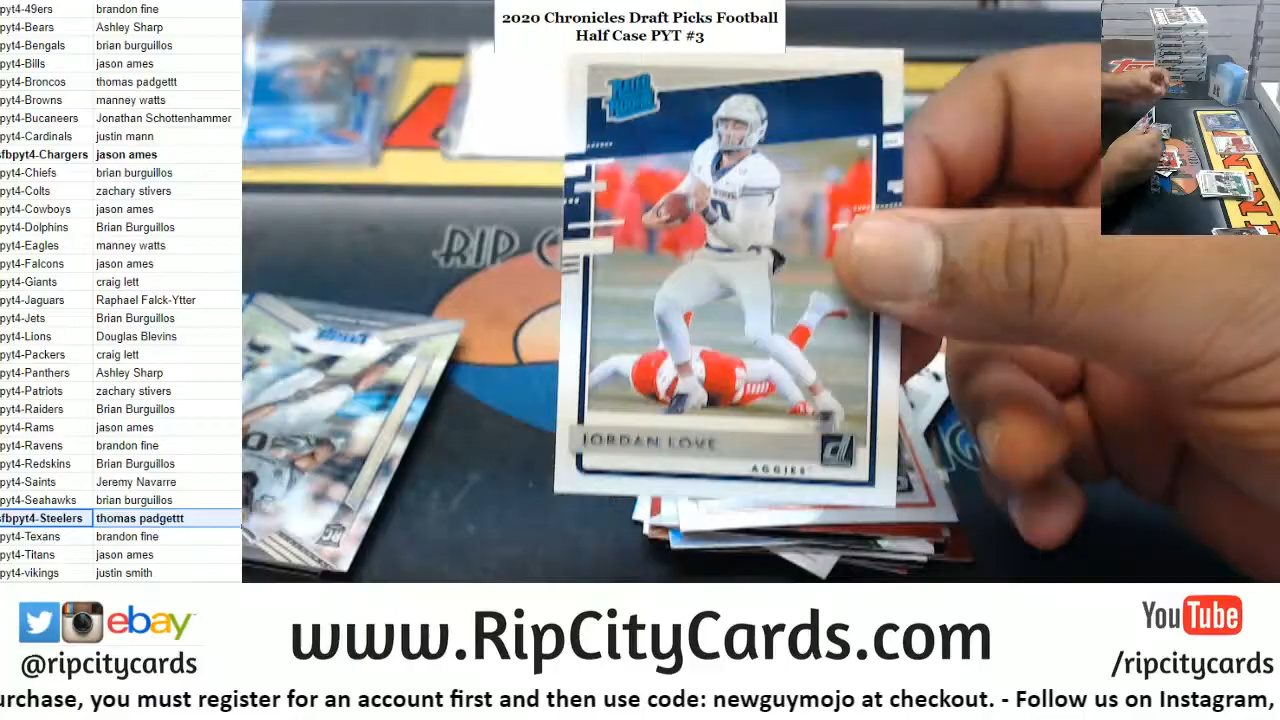 2020 Chronicles Draft Picks Football
Half Case PYT #3
pyt4-49ers brandon fine
pyt4-Bears Ashley Sharp
pyt4-Bengals brian burguillos
pyt4-Bills jason ames
pyt4-Broncos thomas padgettt
pyt4-Browns manney watts
pyt4-Bucaneers Jonathan Schottenhammer
pyt4-Cardinals justin mann
fbpyt4-Chargers jason ames
pyt4-Chiefs brian burguillos
pyt4-Colts zachary stivers
pyt4-Cowboys jason ames
pyt4-Dolphins Brian Burguillos
pyt4-Eagles manney watts
pyt4-Falcons jason ames
pyt4-Giants craig lett
pyt4-Jaguars Raphael Falck-Ytter
pyt4-Jets Brian Burguillos
pyt4-Lions Douglas Blevins
pyt4-Packers craig lett
pyt4-Panthers Ashley Sharp
pyt4-Patriots zachary stivers
pyt4-Raiders Brian Burguillos
pyt4-Rams jason ames
pyt4-Ravens brandon fine
pyt4-Redskins Brian Burguillos
pyt4-Saints Jeremy Navarre
pyt4-Seahawks brian burguillos
fbpyt4-Steelers thomas padgettt
pyt4-Texans brandon fine
pyt4-Titans jason ames
pyt4-vikings justin smith
RATED ROOKIE
RIP C
JORDAN LOVE
AGGIES
ebay
@ripcitycards
www.RipCityCards.com
YouTube
/ripcitycards
urchase, you must register for an account first and then use code: newguymojo at checkout. - Follow us on Instagram,